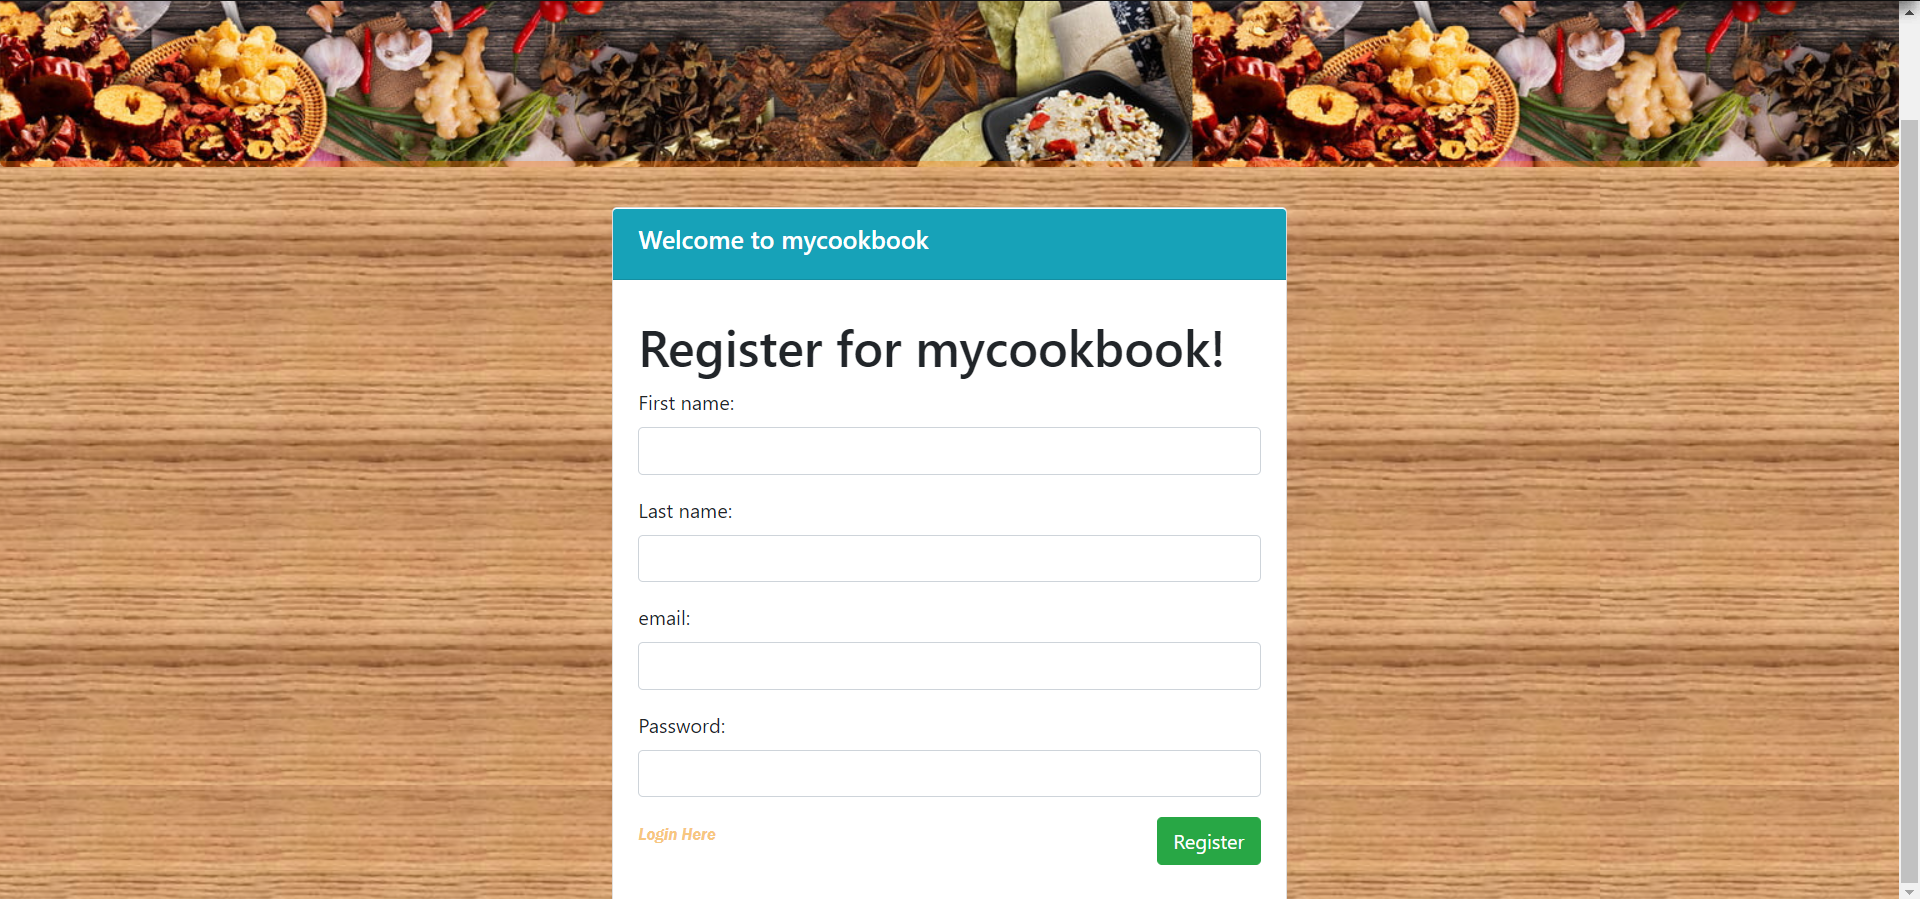 Welcome to mycookbook
Register for mycookbook!
First name:
Last name:
email:
Password:
Login Here
Register